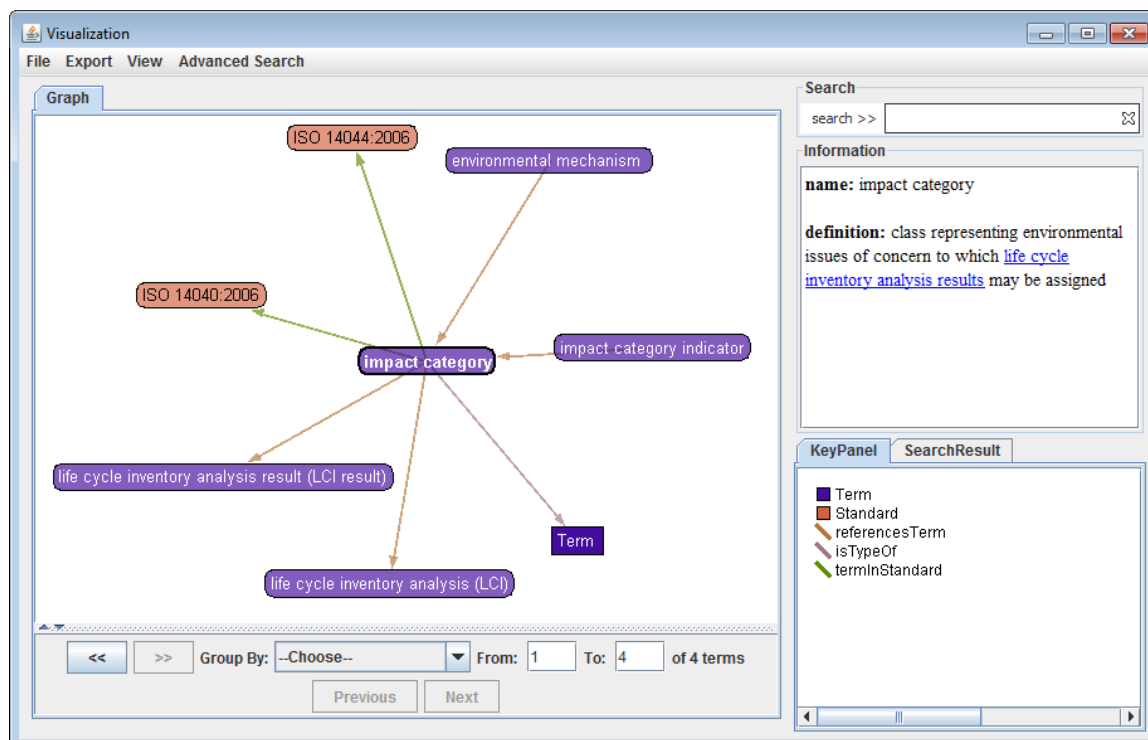 Visualization
File Export View Advanced Search
Graph
ISO 14044:2006
environmental mechanism
ISO 14040:2006
impact category indicator
impact category
life cycle inventory analysis result (LCI result)
Term
life cycle inventory analysis (LCI)
<< >> Group By: --Choose-- From: 1 To: 4 of 4 terms
Previous Next
Search
search >>
Information
name: impact category
definition: class representing environmental
issues of concern to which life cycle
inventory analysis results may be assigned
KeyPanel SearchResult
Term
Standard
referencesTerm
isTypeOf
termInStandard